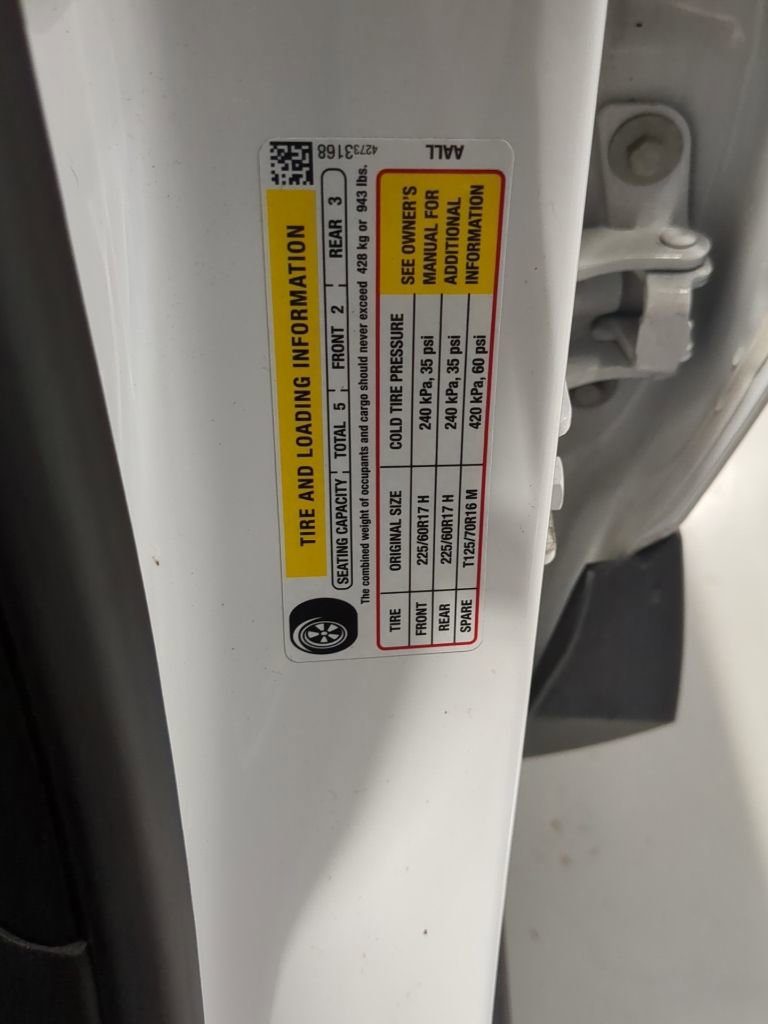 TIRE AND LOADING INFORMATION
SEATING CAPACITY TOTAL 5 FRONT 2 REAR 3
The combined weight of occupants and cargo should never exceed 428 kg or 943 lbs.
TIRE ORIGINAL SIZE COLD TIRE PRESSURE
FRONT 225/60R17 H 240 kPa, 35 psi
REAR 225/60R17 H 240 kPa, 35 psi
SPARE T125/70R16 M 420 kPa, 60 psi
SEE OWNER'S
MANUAL FOR
ADDITIONAL
INFORMATION
42733168
AALL